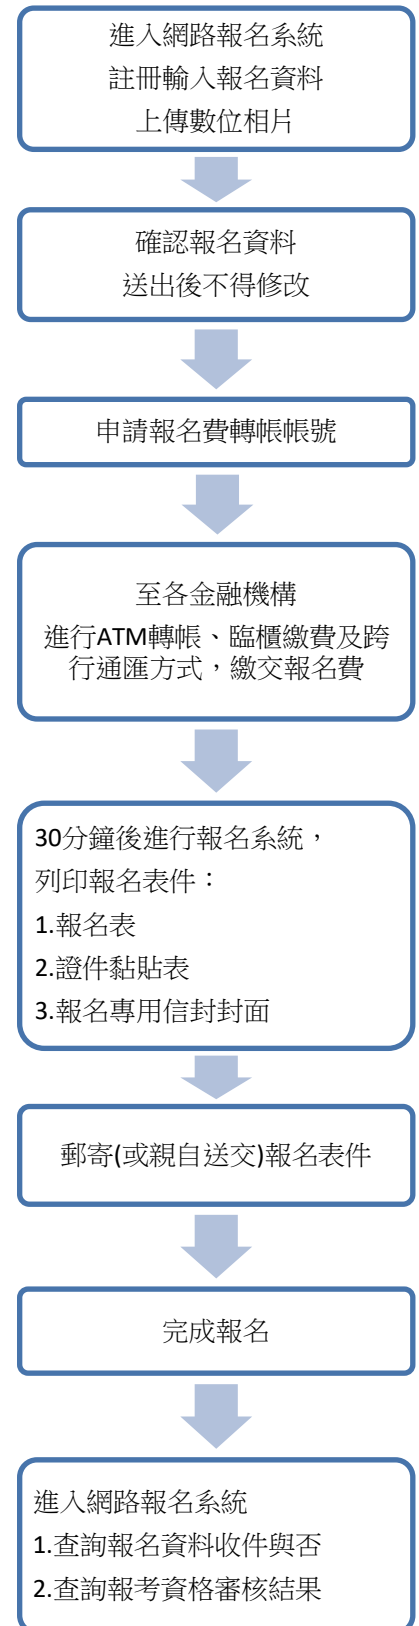 進入網路報名系統
註冊輸入報名資料
上傳數位相片
確認報名資料
送出後不得修改
申請報名費轉帳帳號
至各金融機構
進行ATM轉帳、臨櫃繳費及跨
行通匯方式，繳交報名費
30分鐘後進行報名系統，
列印報名表件：
1.報名表
2.證件黏貼表
3.報名專用信封封面
郵寄(或親自送交)報名表件
完成報名
進入網路報名系統
1.查詢報名資料收件與否
2.查詢報考資格審核結果